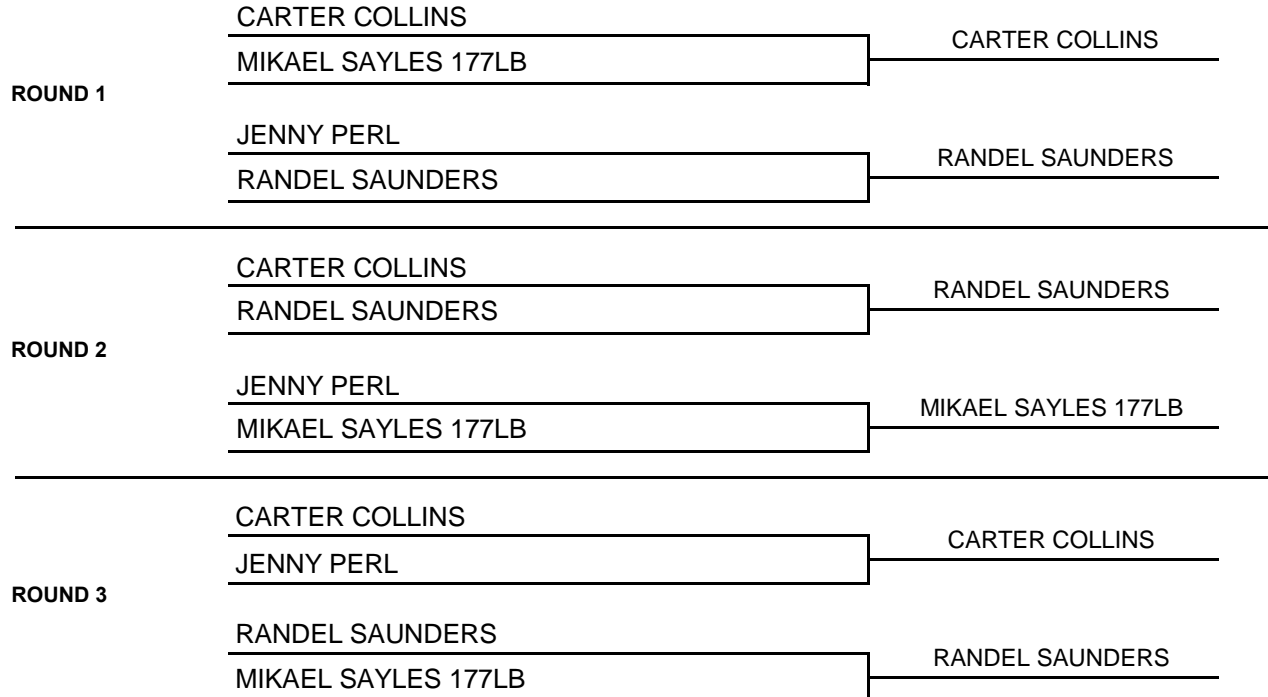 CARTER COLLINS
MIKAEL SAYLES 177LB
CARTER COLLINS
ROUND 1
JENNY PERL
RANDEL SAUNDERS
RANDEL SAUNDERS
CARTER COLLINS
RANDEL SAUNDERS
RANDEL SAUNDERS
ROUND 2
JENNY PERL
MIKAEL SAYLES 177LB
MIKAEL SAYLES 177LB
CARTER COLLINS
JENNY PERL
CARTER COLLINS
ROUND 3
RANDEL SAUNDERS
MIKAEL SAYLES 177LB
RANDEL SAUNDERS